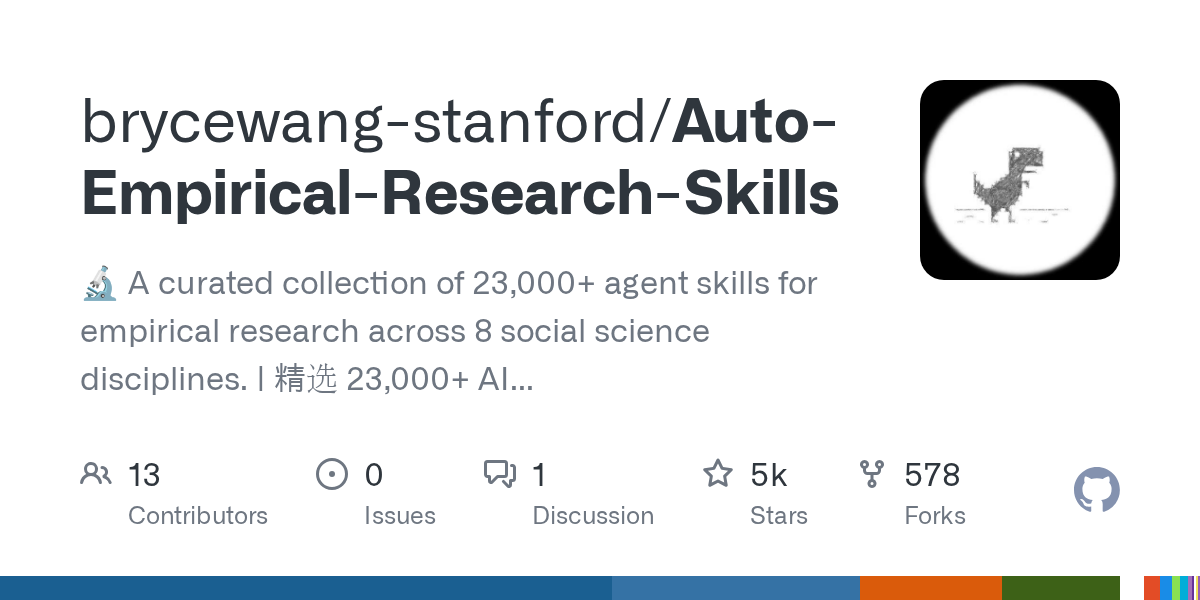 brycewang-stanford/Auto-
Empirical-Research-Skills
🔬 A curated collection of 23,000+ agent skills for
empirical research across 8 social science
disciplines. | 精选 23,000+ AI...
13
Contributors
0
Issues
1
Discussion
5k
Stars
578
Forks